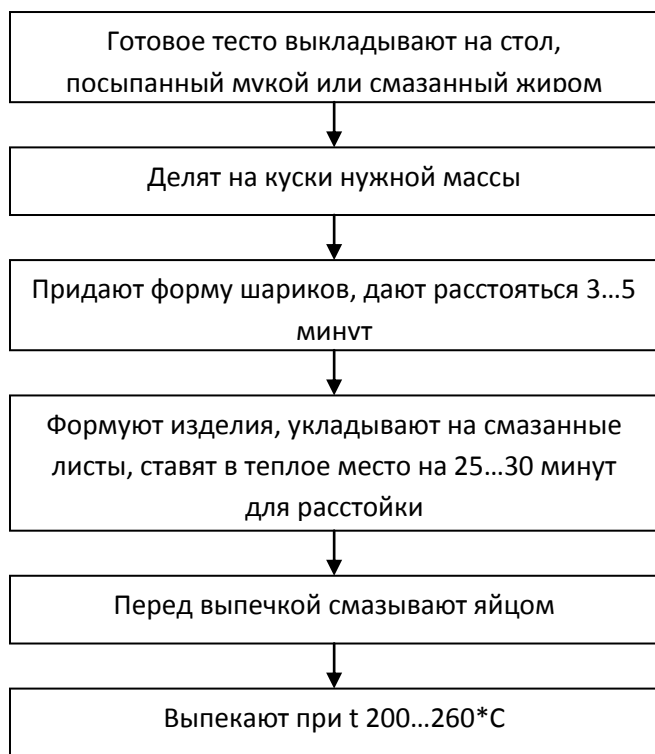 Готовое тесто выкладывают на стол,
посыпанный мукой или смазанный жиром
Делят на куски нужной массы
Придают форму шариков, дают расстояться 3…5
минут
Формуют изделия, укладывают на смазанные
листы, ставят в теплое место на 25…30 минут
для расстойки
Перед выпечкой смазывают яйцом
Выпекают при t 200…260*С